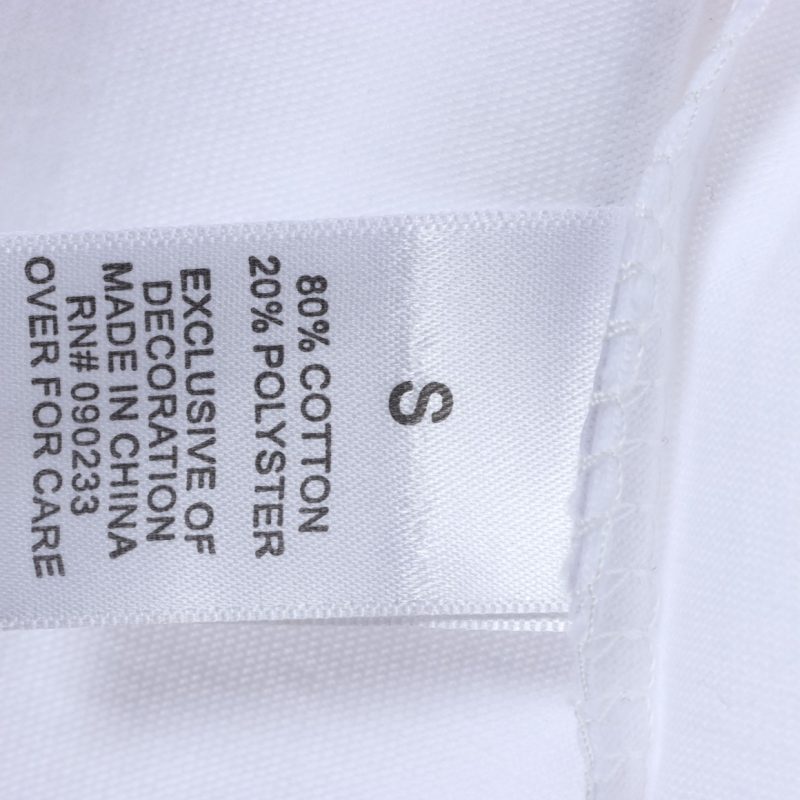 S
80% COTTON
20% POLYSTER
EXCLUSIVE OF
DECORATION
MADE IN CHINA
RN# 090233
OVER FOR CARE